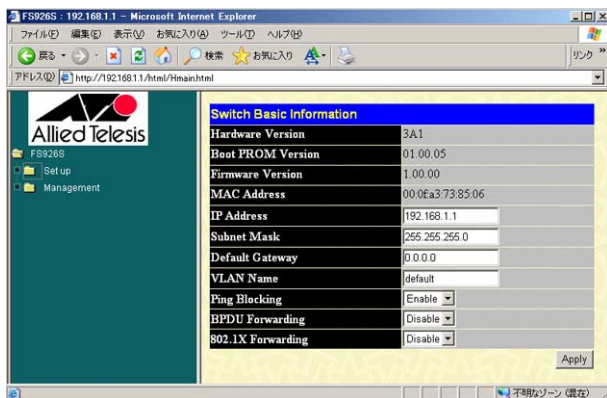 FS926S : 192.168.1.1 - Microsoft Internet Explorer
ファイル(F) 編集(E) 表示(V) お気に入り(A) ツール(T) ヘルプ(H)
戻る 検索 お気に入り リンク »
アドレス(D) http://192.168.1.1/html/Hmain.html
Allied Telesis
FS926S
Set up
Management
Switch Basic Information
Hardware Version 3A1
Boot PROM Version 01.00.05
Firmware Version 1.00.00
MAC Address 00:0f:a3:73:85:06
IP Address 192.168.1.1
Subnet Mask 255.255.255.0
Default Gateway 0.0.0.0
VLAN Name default
Ping Blocking Enable
BPDU Forwarding Disable
802.1X Forwarding Disable
Apply
不明なゾーン (混在)